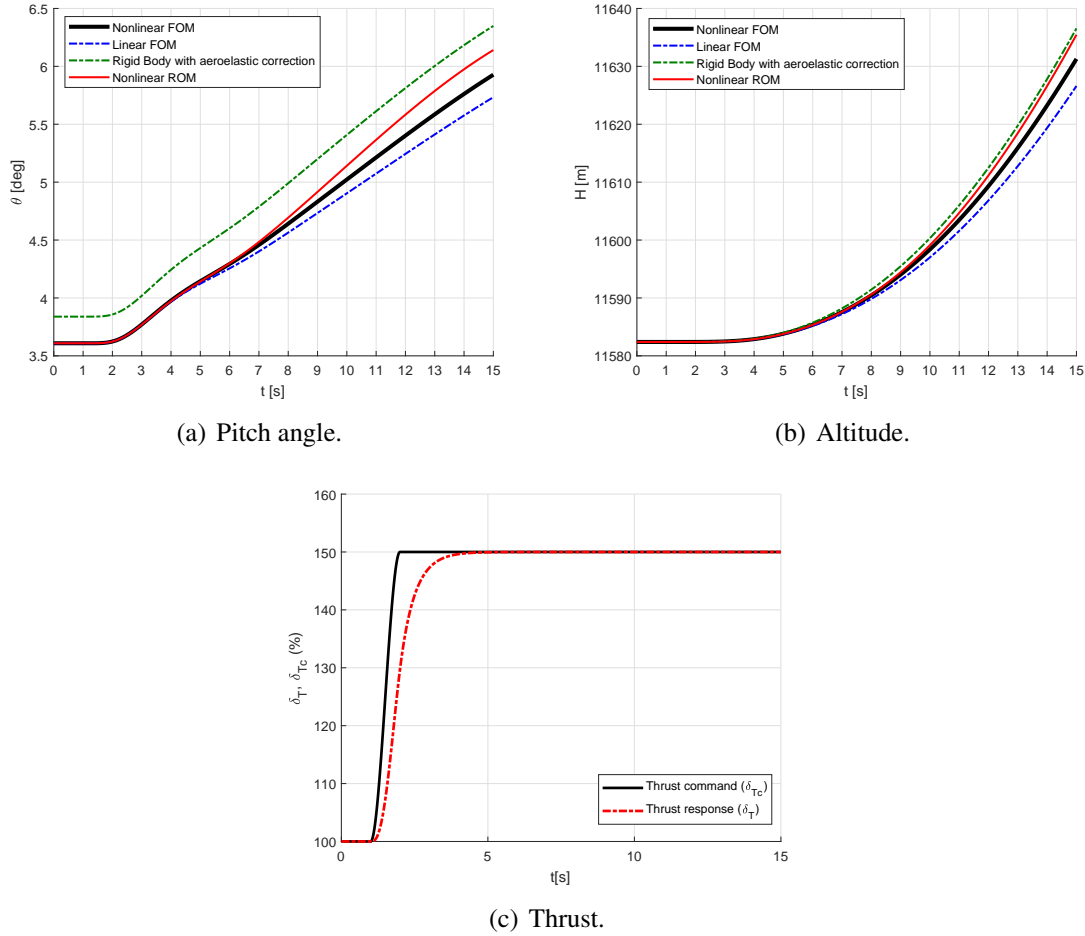 6.5
6
5.5
5
4.5
4
3.5
θ [deg]
Nonlinear FOM
Linear FOM
Rigid Body with aeroelastic correction
Nonlinear ROM
0 1 2 3 4 5 6 7 8 9 10 11 12 13 14 15
t [s]
(a) Pitch angle.
11640
11630
11620
11610
11600
11590
11580
H [m]
Nonlinear FOM
Linear FOM
Rigid Body with aeroelastic correction
Nonlinear ROM
0 1 2 3 4 5 6 7 8 9 10 11 12 13 14 15
t [s]
(b) Altitude.
160
150
140
130
120
110
100
δT, δTc (%)
Thrust command (δTc)
Thrust response (δT)
0 5 10 15
t[s]
(c) Thrust.